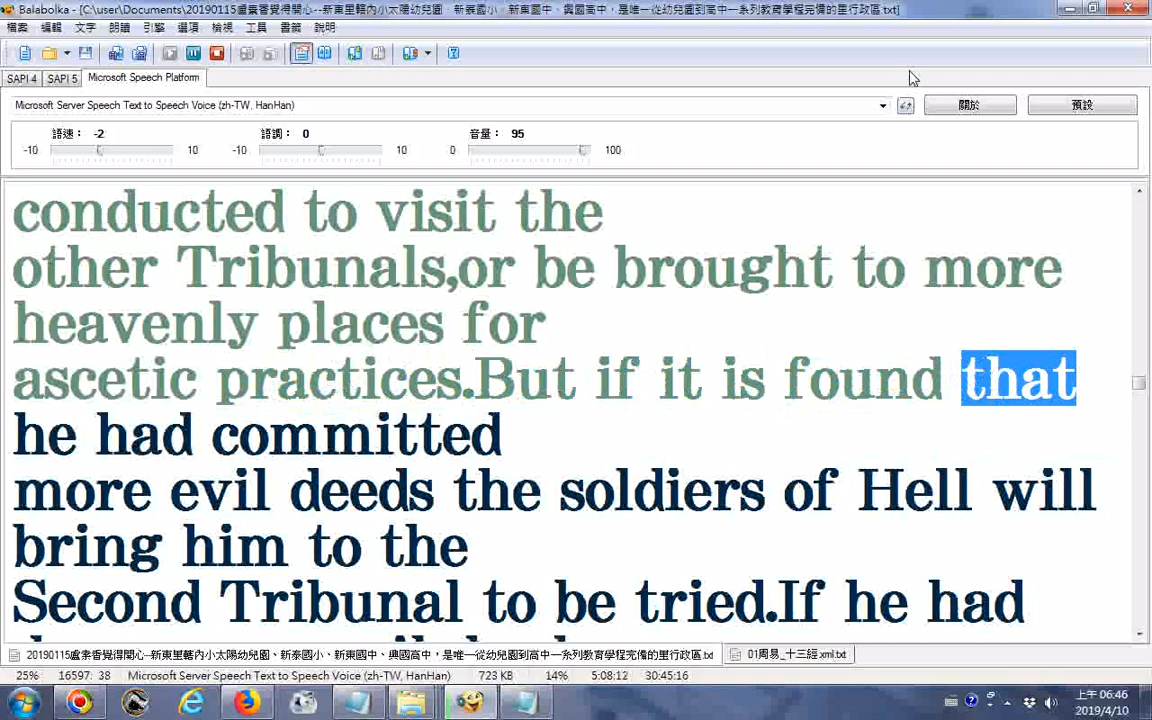 Balabolka - [C:\user\Documents\20190115盧紊香覺得開心--新東里轄內小太陽幼兒園、新泰國小、新東國中、興國高中，是唯一從幼兒園到高中一系列教育學程完備的里行政區.txt]
檔案 編輯 文字 朗讀 引擎 選項 檢視 工具 書籤 說明
SAPI 4 SAPI 5 Microsoft Speech Platform
Microsoft Server Speech Text to Speech Voice (zh-TW, HanHan) 關於 預設
語速： -2 語調： 0 音量： 95
-10 10 -10 10 0 100
conducted to visit the
other Tribunals,or be brought to more
heavenly places for
ascetic practices.But if it is found that
he had committed
more evil deeds the soldiers of Hell will
bring him to the
Second Tribunal to be tried.If he had
20190115盧紊香覺得開心--新東里轄內小太陽幼兒園、新泰國小、新東國中、興國高中，是唯一從幼兒園到高中一系列教育學程完備的里行政區.txt 01周易_十三經.xml.txt
25% 16597: 38 Microsoft Server Speech Text to Speech Voice (zh-TW, HanHan) 723 KB 14% 5:08:12 30:45:16
上午 06:46
2019/4/10